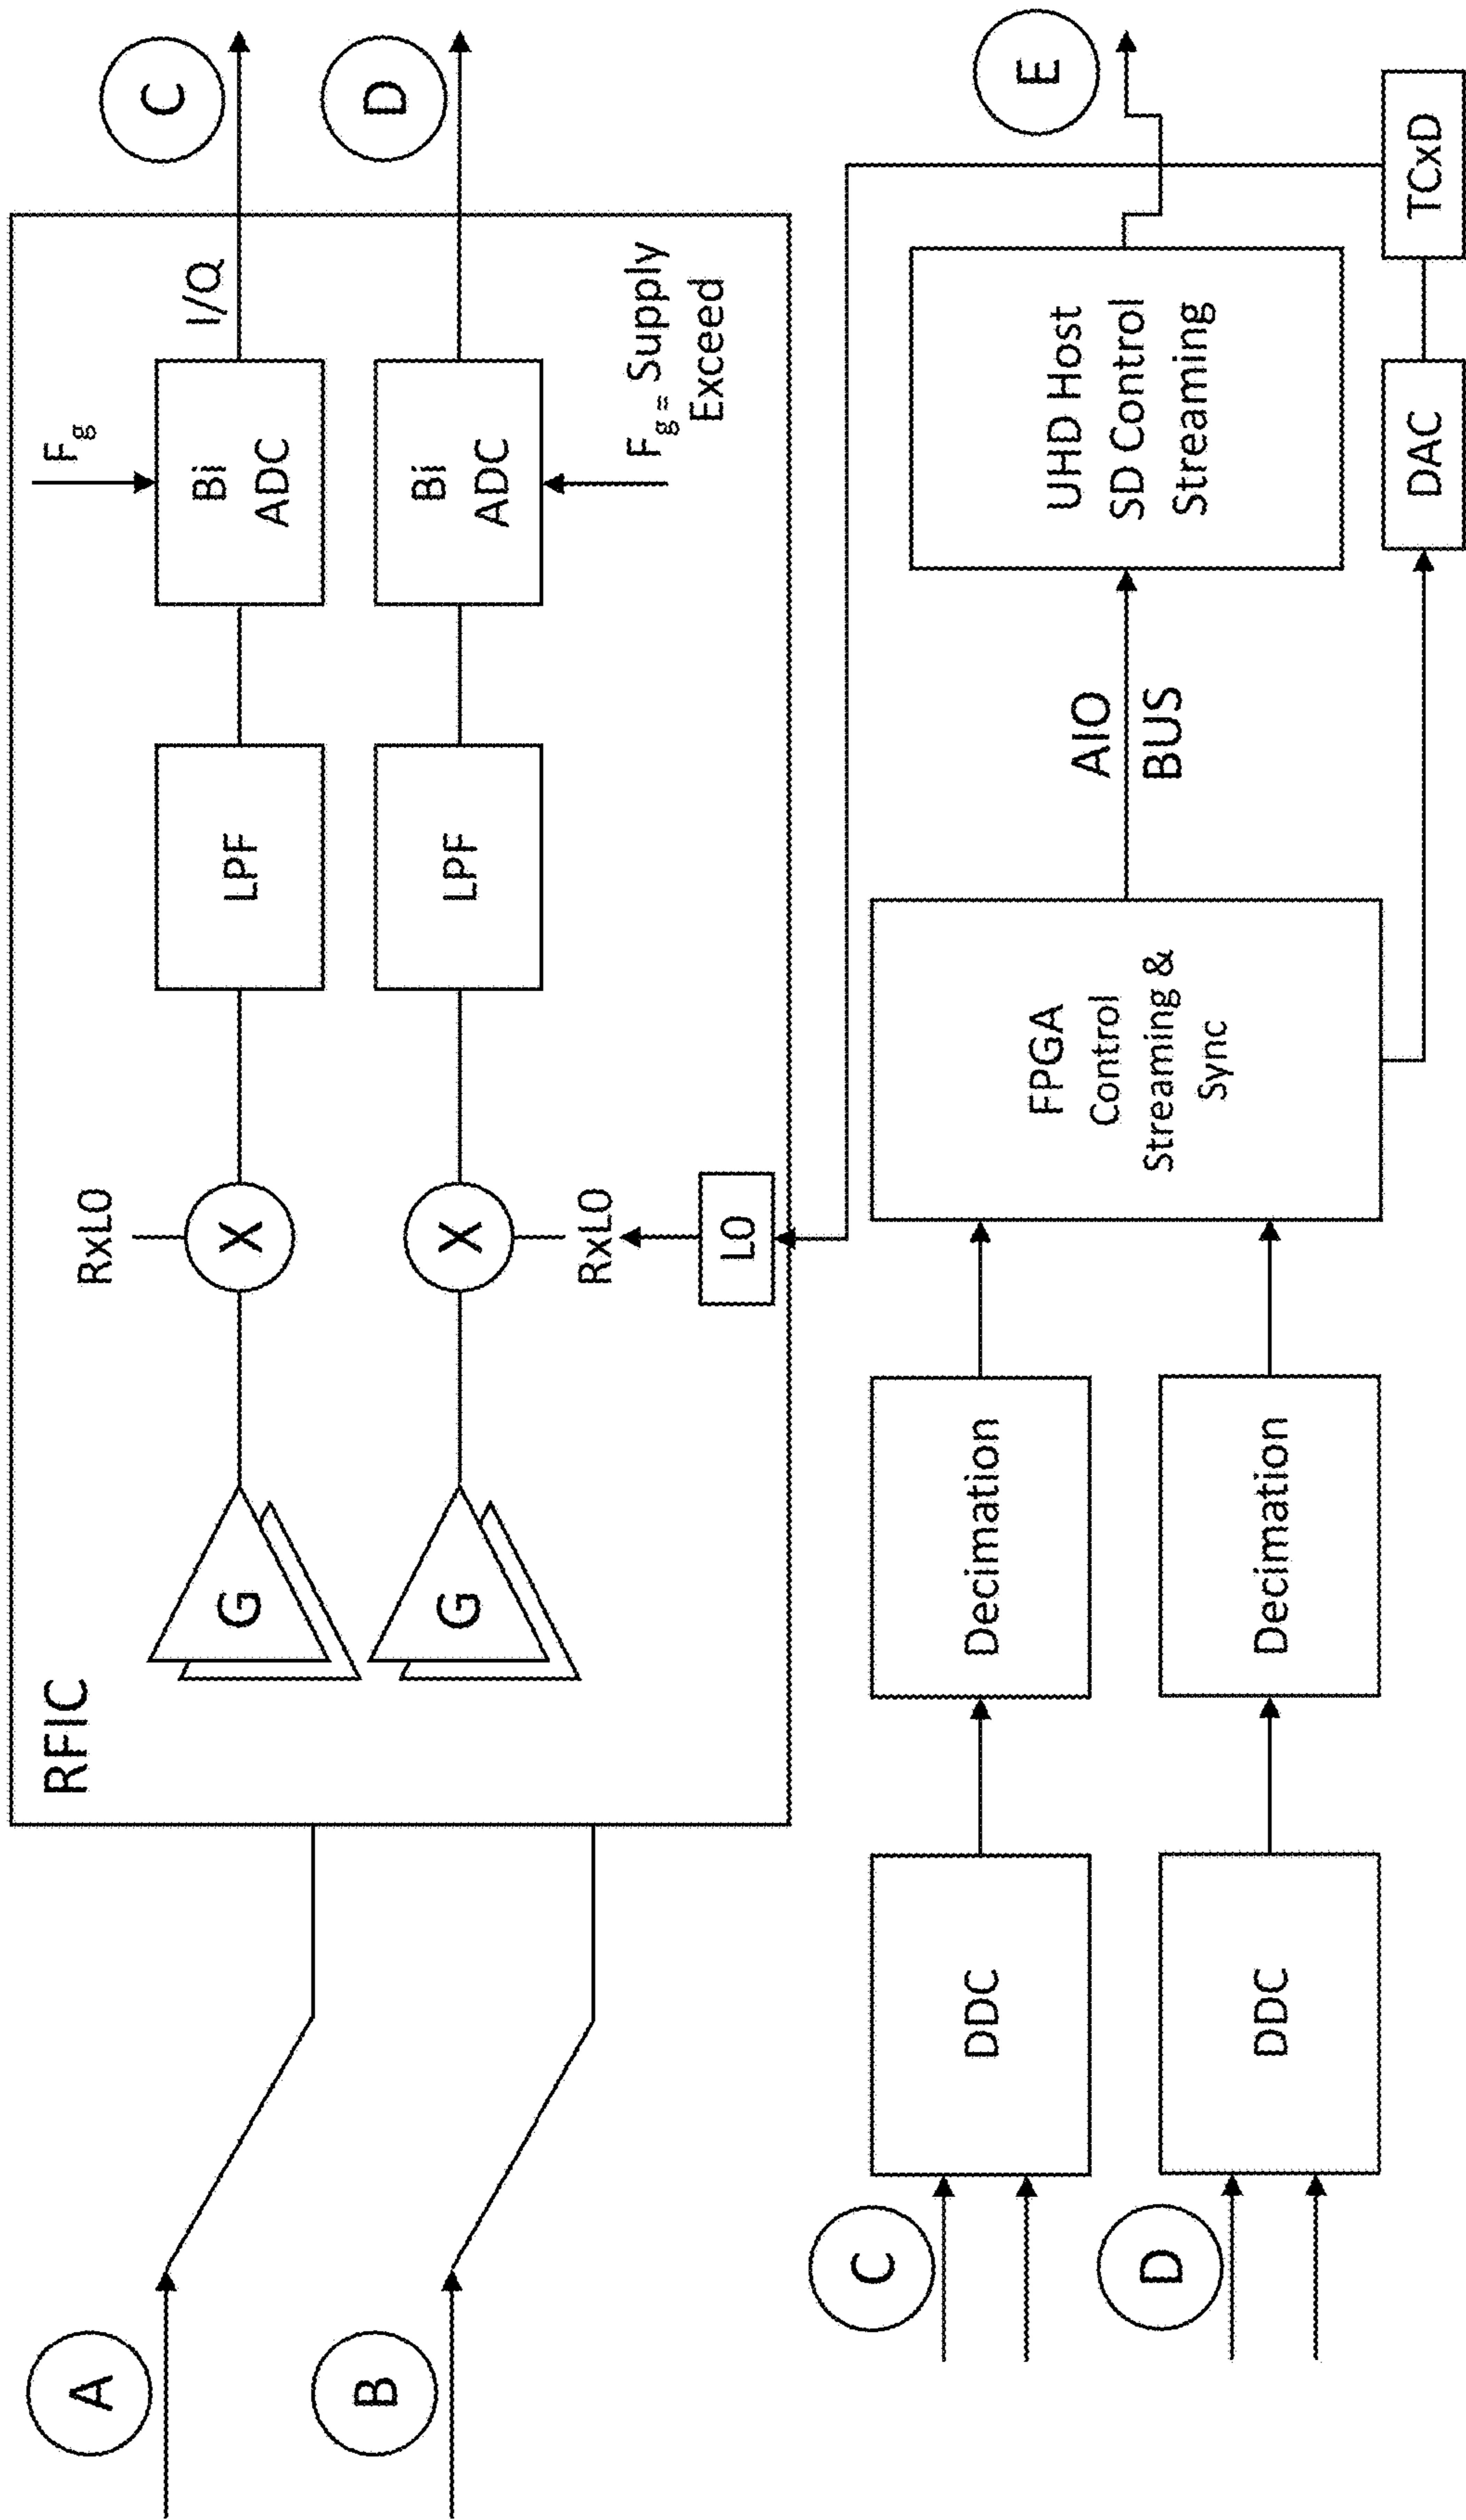 A
B
RFIC
G
G
RxLO
X
X
RxLO
LO
LPF
LPF
Fg
Bi
ADC
Bi
ADC
Fg= Supply
Exceed
I/Q
C
D
C
D
DDC
DDC
Decimation
Decimation
FPGA
Control
Streaming &
Sync
AIO
BUS
UHD Host
SD Control
Streaming
DAC
TCxD
E